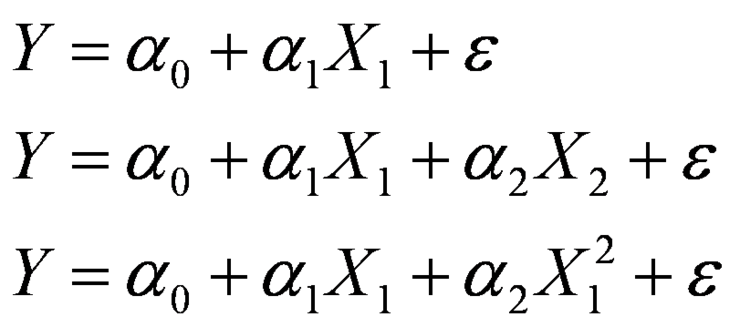 Y = α₀ + α₁X₁ + ε
Y = α₀ + α₁X₁ + α₂X₂ + ε
Y = α₀ + α₁X₁ + α₂X₁² + ε